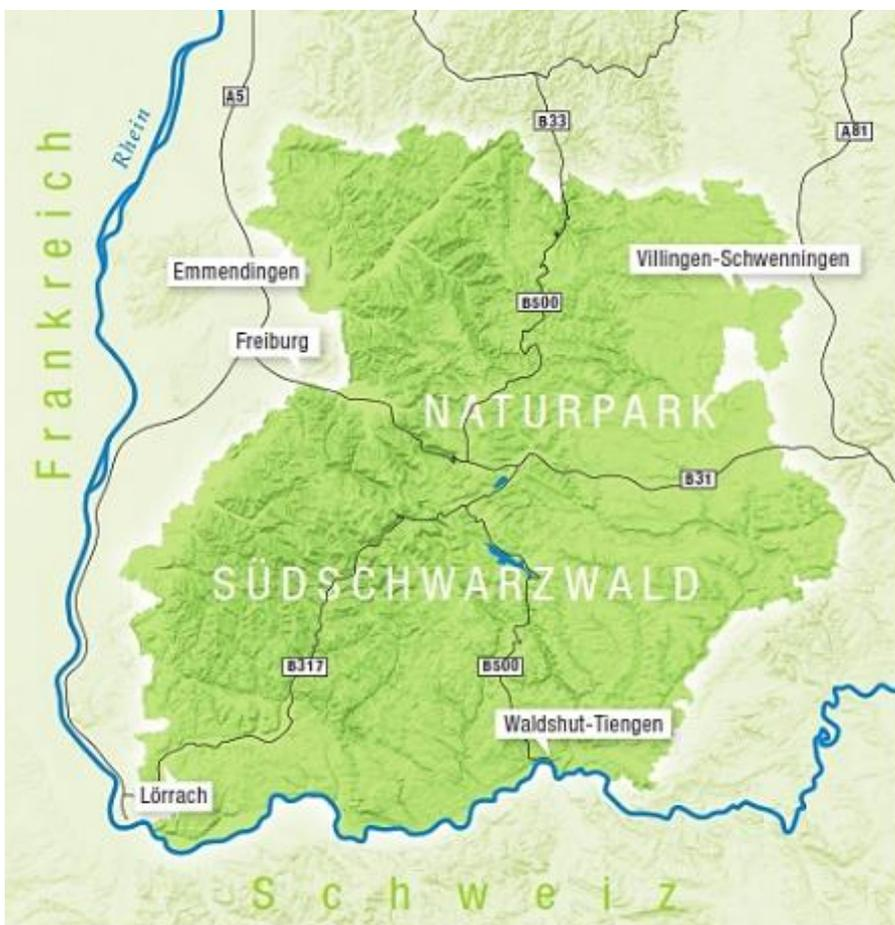 A5
B33
A81
Rhein
Frankreich
Emmendingen
Villingen-Schwenningen
B500
Freiburg
NATURPARK
B31
SÜDSCHWARZWALD
B317
B500
Waldshut-Tiengen
Lörrach
Schweiz